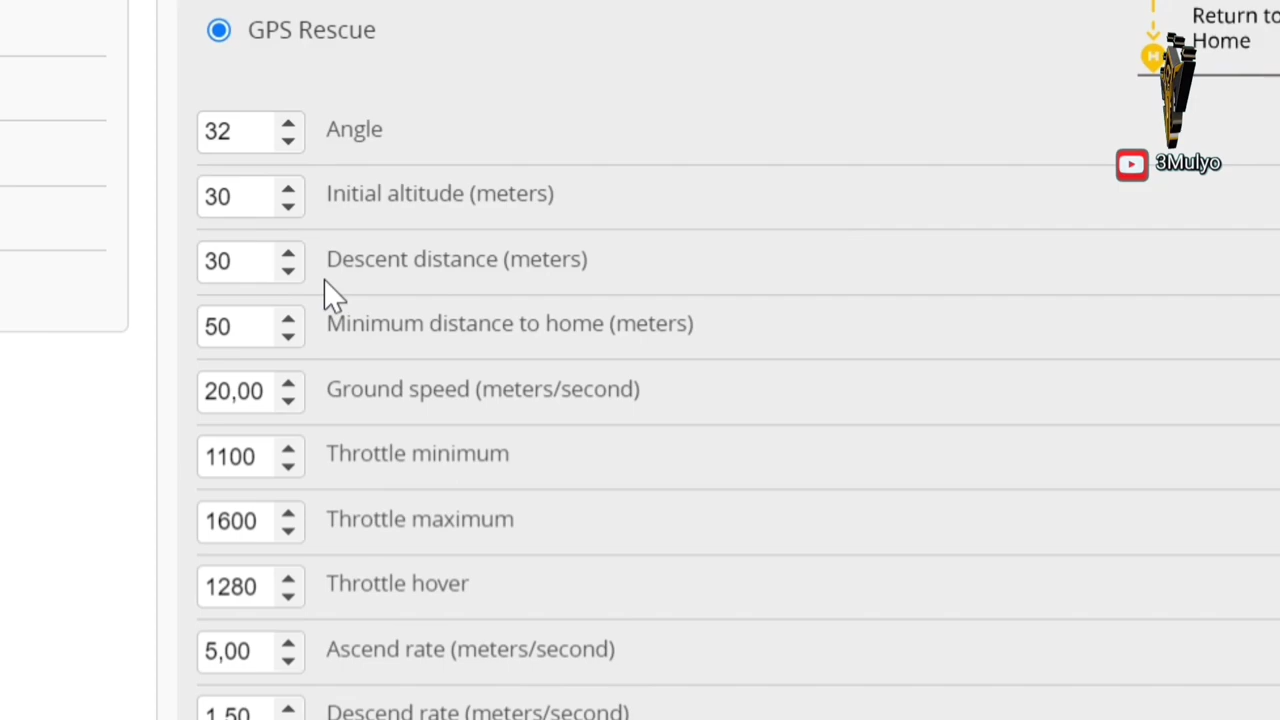 Return to
Home
GPS Rescue
H
3Mulyo
32 Angle
30 Initial altitude (meters)
30 Descent distance (meters)
50 Minimum distance to home (meters)
20,00 Ground speed (meters/second)
1100 Throttle minimum
1600 Throttle maximum
1280 Throttle hover
5,00 Ascend rate (meters/second)
1,50 Descend rate (meters/second)